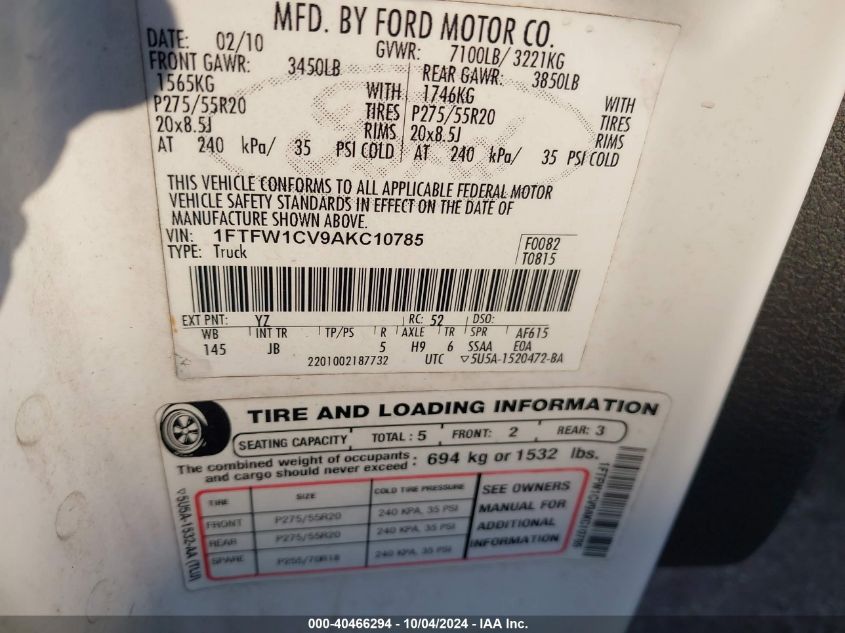 MFD. BY FORD MOTOR CO.
DATE: 02/10 GVWR: 7100LB/ 3221KG
FRONT GAWR: 3450LB REAR GAWR: 3850LB
1565KG WITH 1746KG WITH
P275/55R20 TIRES P275/55R20 TIRES
20x8.5J RIMS 20x8.5J RIMS
AT 240 kPa/ 35 PSI COLD AT 240 kPa/ 35 PSI COLD
THIS VEHICLE CONFORMS TO ALL APPLICABLE FEDERAL MOTOR
VEHICLE SAFETY STANDARDS IN EFFECT ON THE DATE OF
MANUFACTURE SHOWN ABOVE.
VIN: 1FTFW1CV9AKC10785 F0082
TYPE: Truck T0815
EXT PNT: YZ RC: 52 DSO:
WB INT TR TP/PS R AXLE TR SPR AF615
145 JB 5 H9 6 SSAA E0A
2201002187732 UTC ▽5U5A-1520472-BA
TIRE AND LOADING INFORMATION
SEATING CAPACITY TOTAL : 5 FRONT: 2 REAR: 3
The combined weight of occupants and cargo should never exceed : 694 kg or 1532 lbs.
TIRE SIZE COLD TIRE PRESSURE
FRONT P275/55R20 240 KPA, 35 PSI
REAR P275/55R20 240 KPA, 35 PSI
SPARE P255/70R18 240 KPA, 35 PSI
SEE OWNERS
MANUAL FOR
ADDITIONAL
INFORMATION
▽5U5A-1532-AA (TLU)
1FTFW1CV9AKC10785
000-40466294 - 10/04/2024 - IAA Inc.